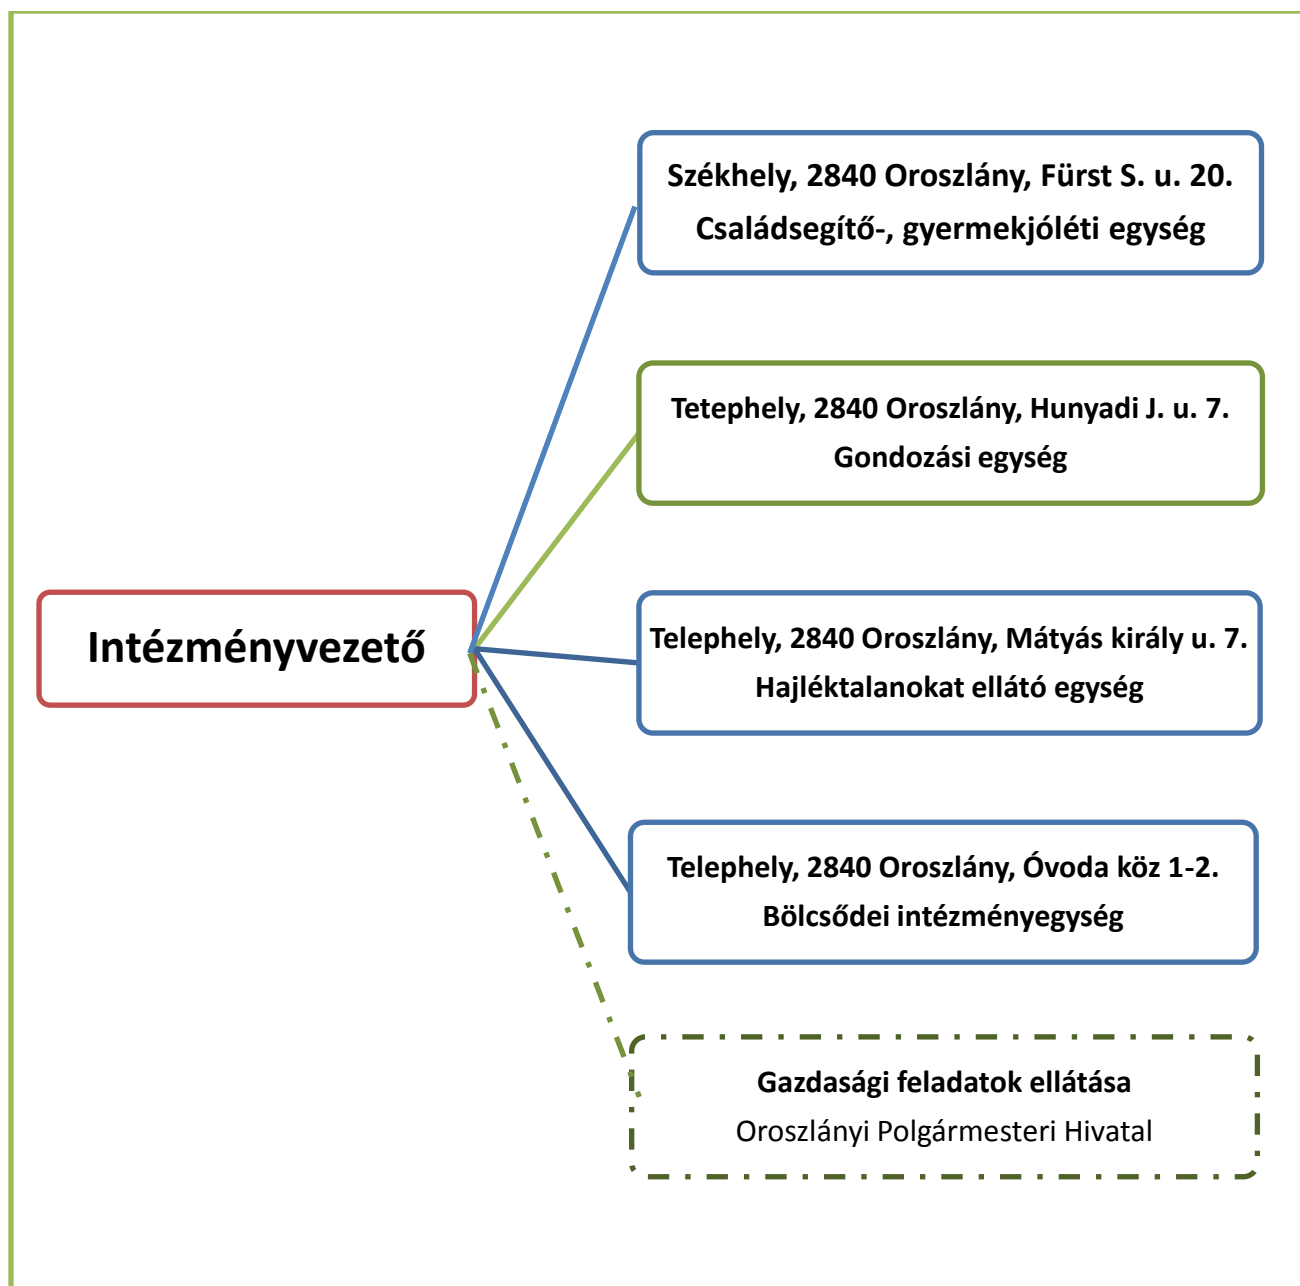 Székhely, 2840 Oroszlány, Fürst S. u. 20.
Családsegítő-, gyermekjóléti egység
Tetephely, 2840 Oroszlány, Hunyadi J. u. 7.
Gondozási egység
Intézményvezető
Telephely, 2840 Oroszlány, Mátyás király u. 7.
Hajléktalanokat ellátó egység
Telephely, 2840 Oroszlány, Óvoda köz 1-2.
Bölcsődei intézményegység
Gazdasági feladatok ellátása
Oroszlányi Polgármesteri Hivatal